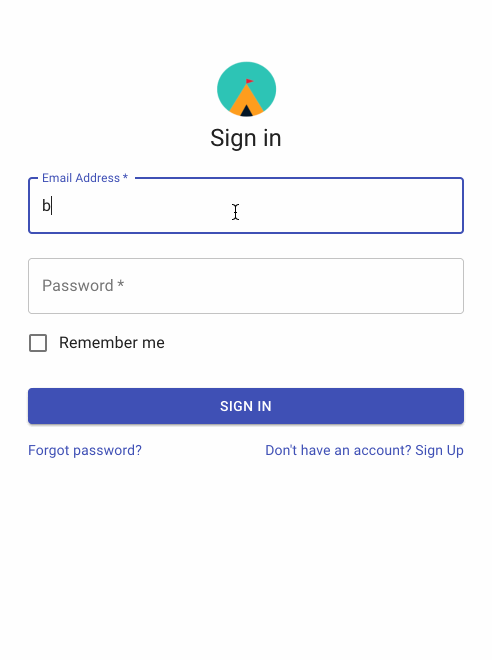 Sign in
Email Address *
b
Password *
Remember me
SIGN IN
Forgot password? Don't have an account? Sign Up